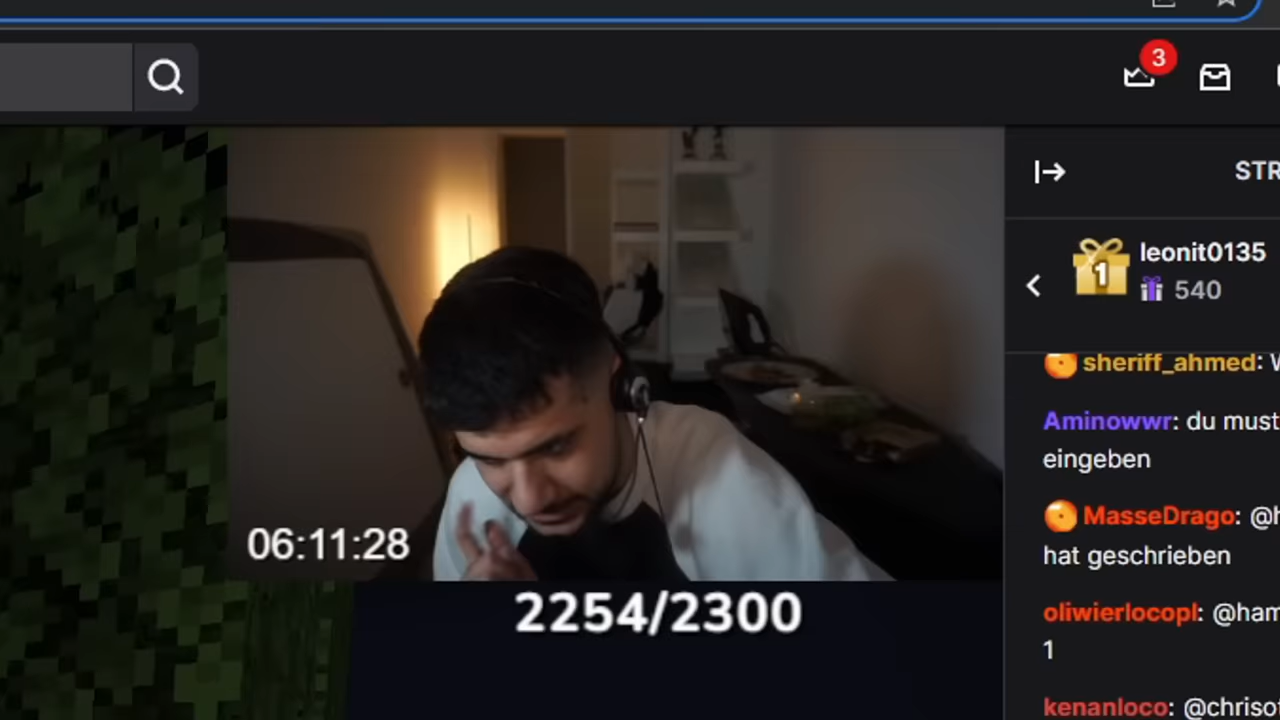 3
STR
1
leonit0135
540
sheriff_ahmed:
Aminowwr: du must
eingeben
MasseDrago:
hat geschrieben
oliwierlocopl: @ham
1
kenanloco:
06:11:28
2254/2300